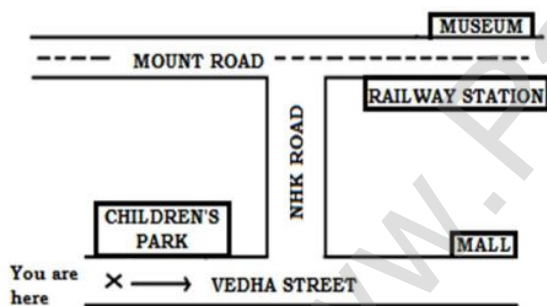 MUSEUM
MOUNT ROAD
RAILWAY STATION
NHK ROAD
CHILDREN'S
PARK
MALL
You are
here
VEDHA STREET